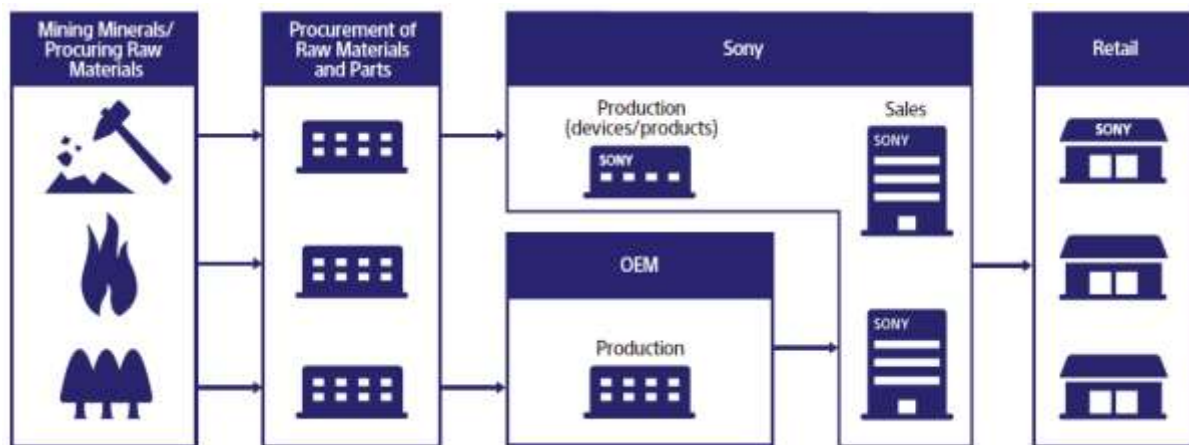 Mining Minerals/
Procuring Raw
Materials
Procurement of
Raw Materials
and Parts
Sony
Retail
Production
(devices/products)
SONY
Sales
SONY
SONY
OEM
Production
SONY